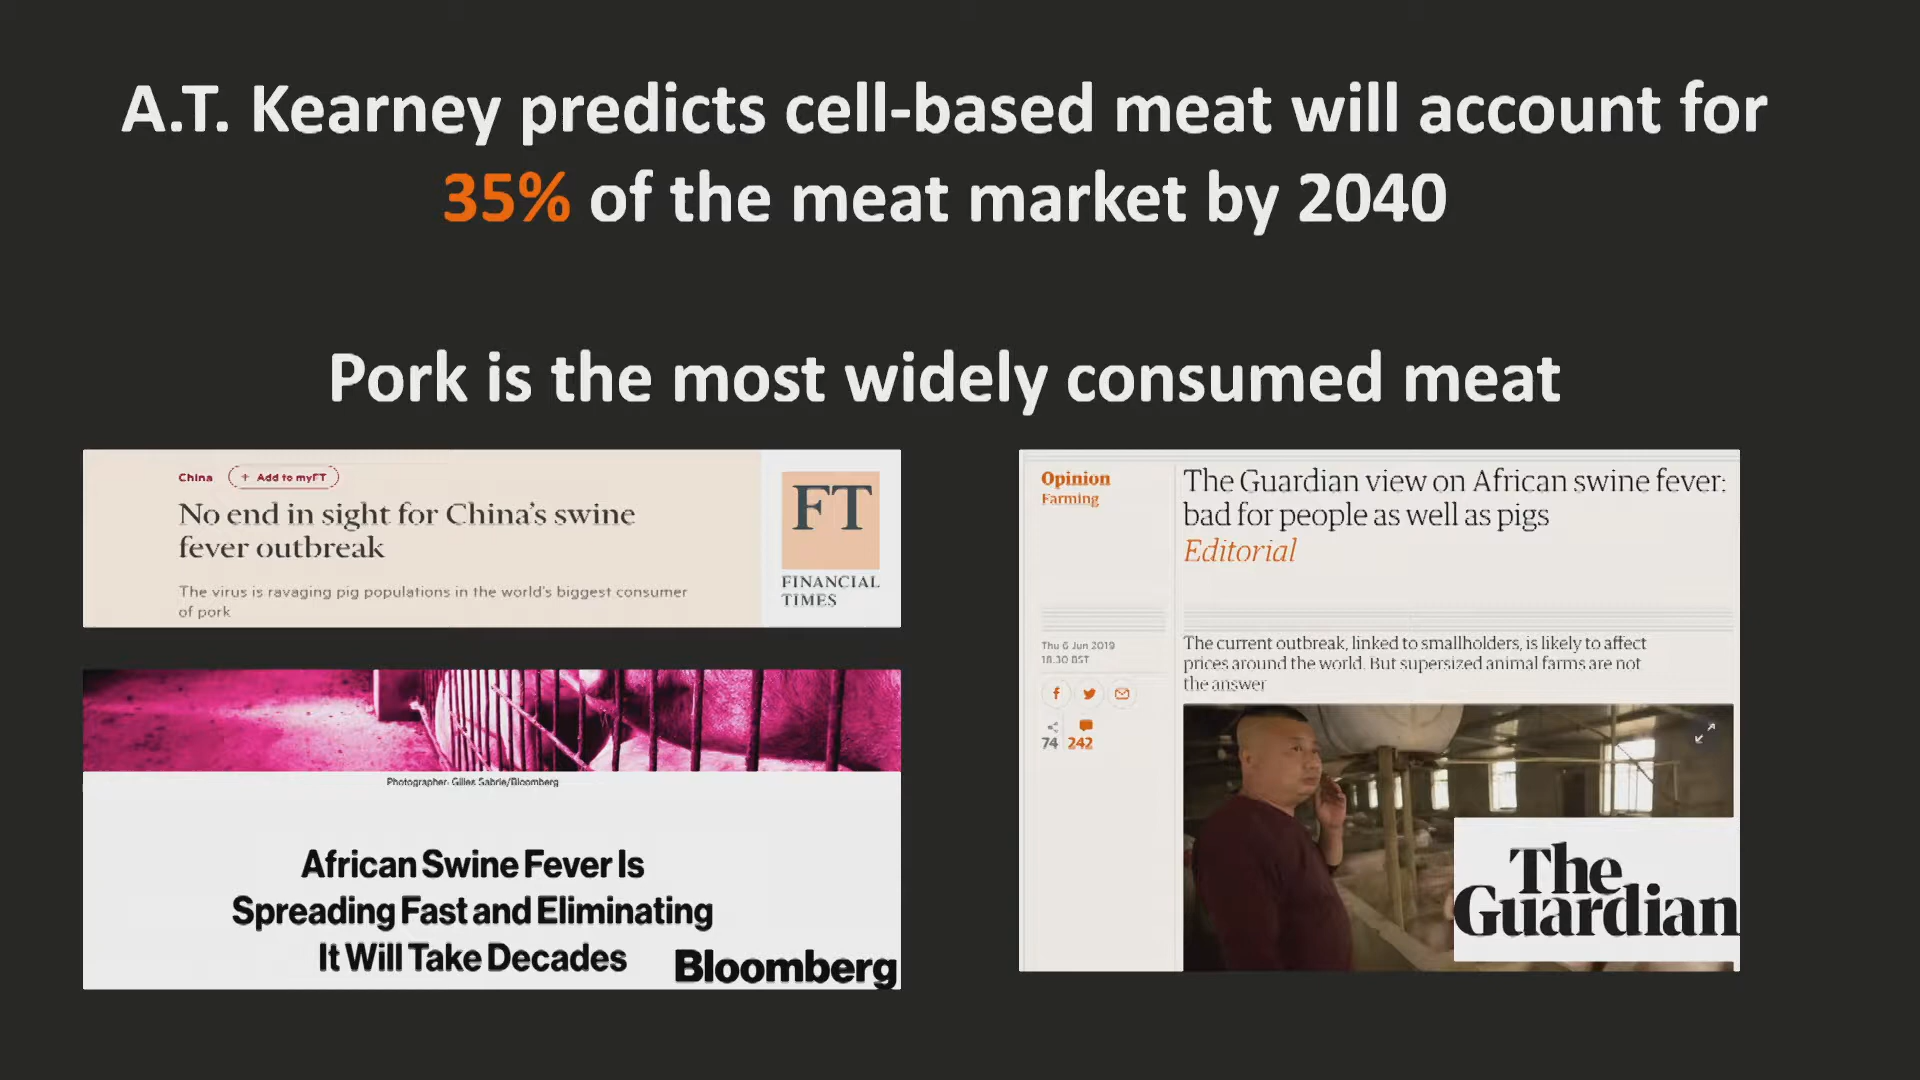 A.T. Kearney predicts cell-based meat will account for
35% of the meat market by 2040
Pork is the most widely consumed meat
China + Add to myFT
No end in sight for China's swine
fever outbreak
The virus is ravaging pig populations in the world's biggest consumer
of pork
FT
FINANCIAL
TIMES
Photographer: Gilles Sabrie/Bloomberg
African Swine Fever Is
Spreading Fast and Eliminating
It Will Take Decades
Bloomberg
Opinion
Farming
The Guardian view on African swine fever:
bad for people as well as pigs
Editorial
Thu 6 Jun 2019
18.30 BST
74 242
The current outbreak, linked to smallholders, is likely to affect
prices around the world. But supersized animal farms are not
the answer
The
Guardian